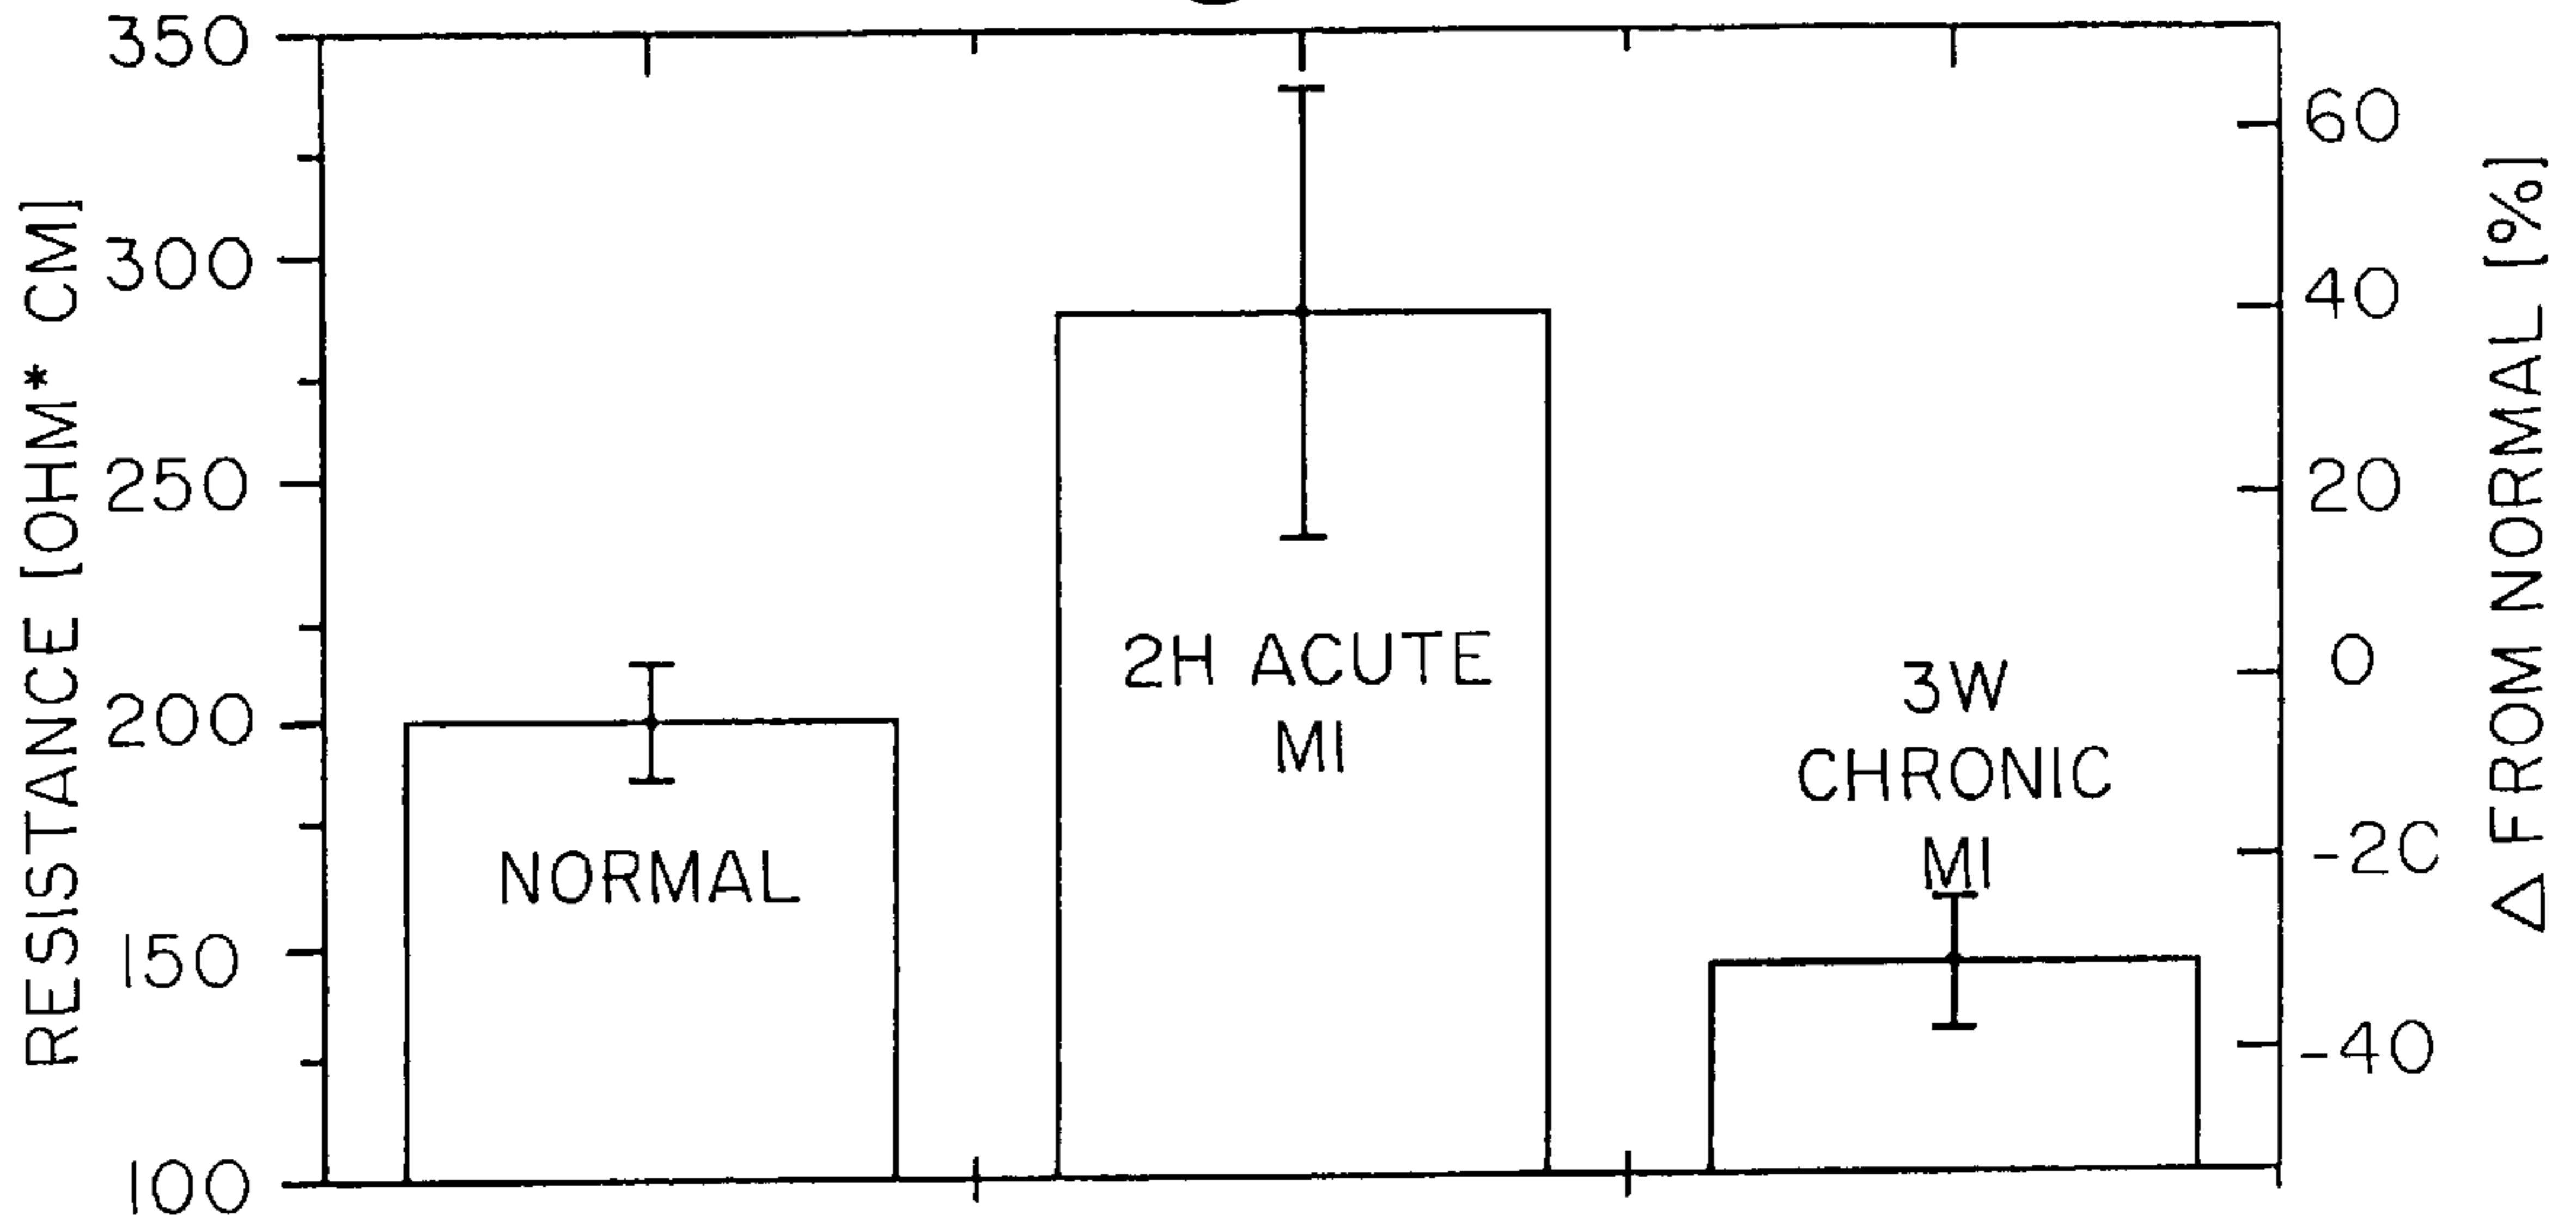 350
300
250
200
150
100
RESISTANCE [OHM* CM]
NORMAL
2H ACUTE
MI
3W
CHRONIC
MI
60
40
20
0
-20
-40
Δ FROM NORMAL [%]